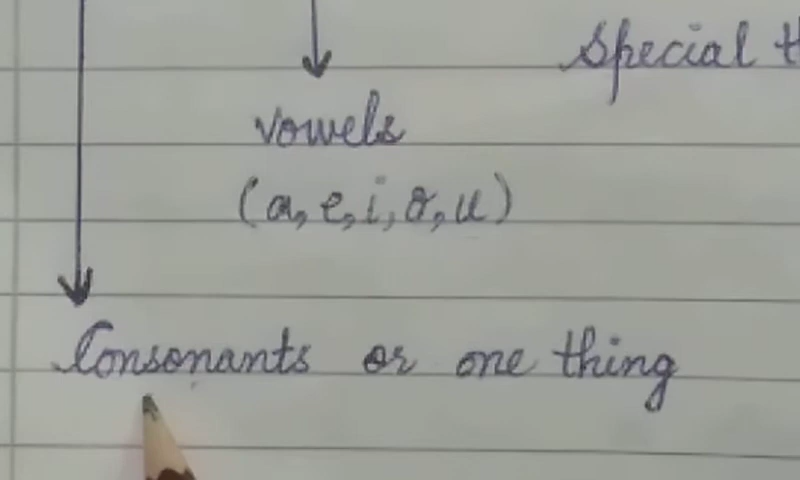 Special
vowels
(a, e, i, o, u)
Consonants or one thing